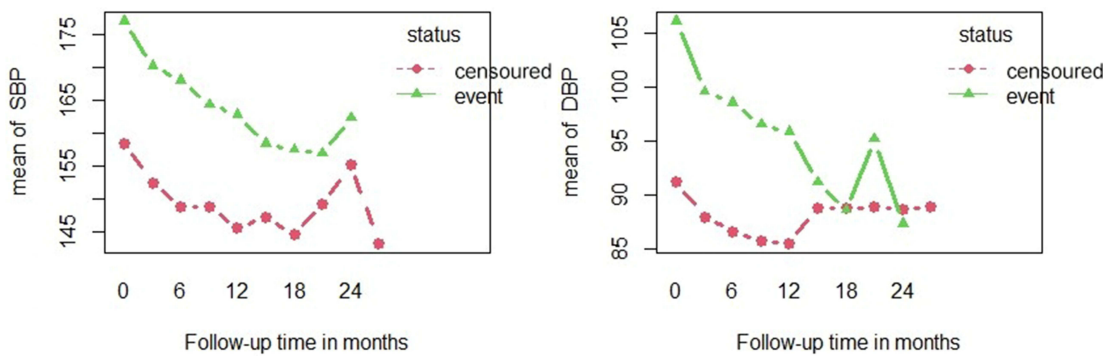 mean of SBP
175
165
155
145
status
censoured
event
0 6 12 18 24
Follow-up time in months
mean of DBP
105
100
95
90
85
status
censoured
event
0 6 12 18 24
Follow-up time in months